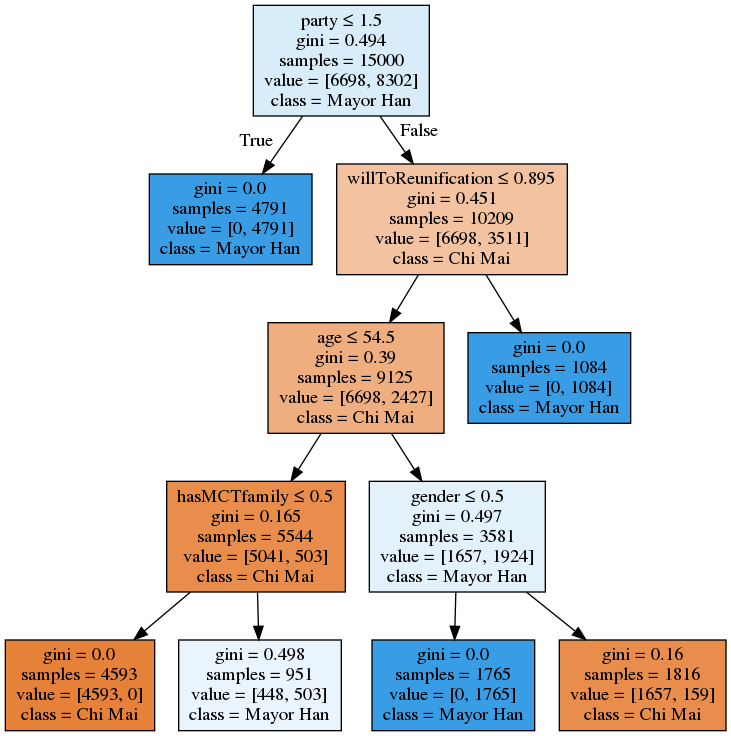 party ≤ 1.5
gini = 0.494
samples = 15000
value = [6698, 8302]
class = Mayor Han
True
False
gini = 0.0
samples = 4791
value = [0, 4791]
class = Mayor Han
willToReunification ≤ 0.895
gini = 0.451
samples = 10209
value = [6698, 3511]
class = Chi Mai
age ≤ 54.5
gini = 0.39
samples = 9125
value = [6698, 2427]
class = Chi Mai
gini = 0.0
samples = 1084
value = [0, 1084]
class = Mayor Han
hasMCTfamily ≤ 0.5
gini = 0.165
samples = 5544
value = [5041, 503]
class = Chi Mai
gender ≤ 0.5
gini = 0.497
samples = 3581
value = [1657, 1924]
class = Mayor Han
gini = 0.0
samples = 4593
value = [4593, 0]
class = Chi Mai
gini = 0.498
samples = 951
value = [448, 503]
class = Mayor Han
gini = 0.0
samples = 1765
value = [0, 1765]
class = Mayor Han
gini = 0.16
samples = 1816
value = [1657, 159]
class = Chi Mai